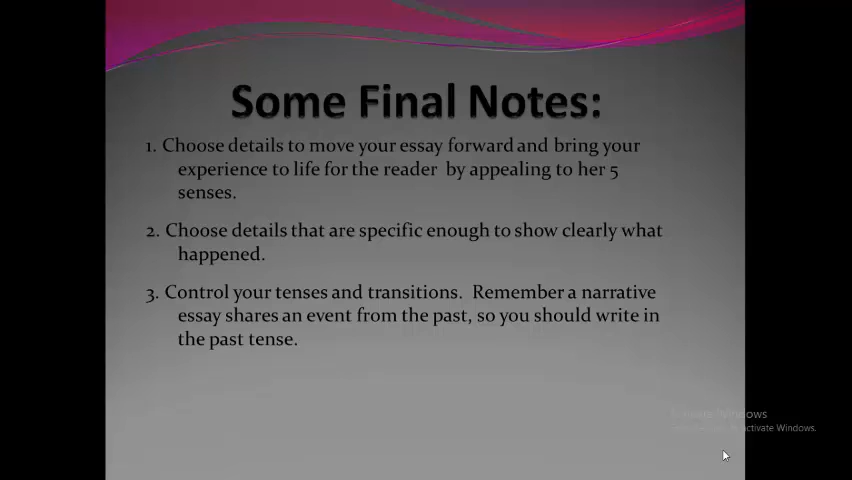 Some Final Notes:
1. Choose details to move your essay forward and bring your
experience to life for the reader by appealing to her 5
senses.
2. Choose details that are specific enough to show clearly what
happened.
3. Control your tenses and transitions. Remember a narrative
essay shares an event from the past, so you should write in
the past tense.
Windows
Activate Windows.